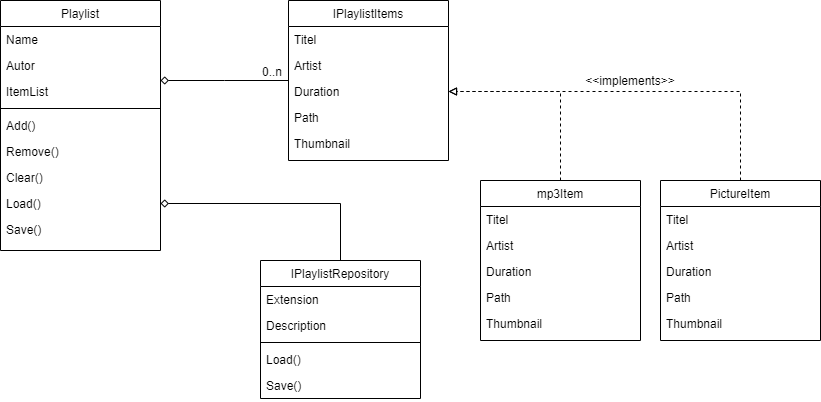 Playlist
Name
Autor
ItemList
Add()
Remove()
Clear()
Load()
Save()
0..n
IPlaylistItems
Titel
Artist
Duration
Path
Thumbnail
<<implements>>
mp3Item
Titel
Artist
Duration
Path
Thumbnail
PictureItem
Titel
Artist
Duration
Path
Thumbnail
IPlaylistRepository
Extension
Description
Load()
Save()